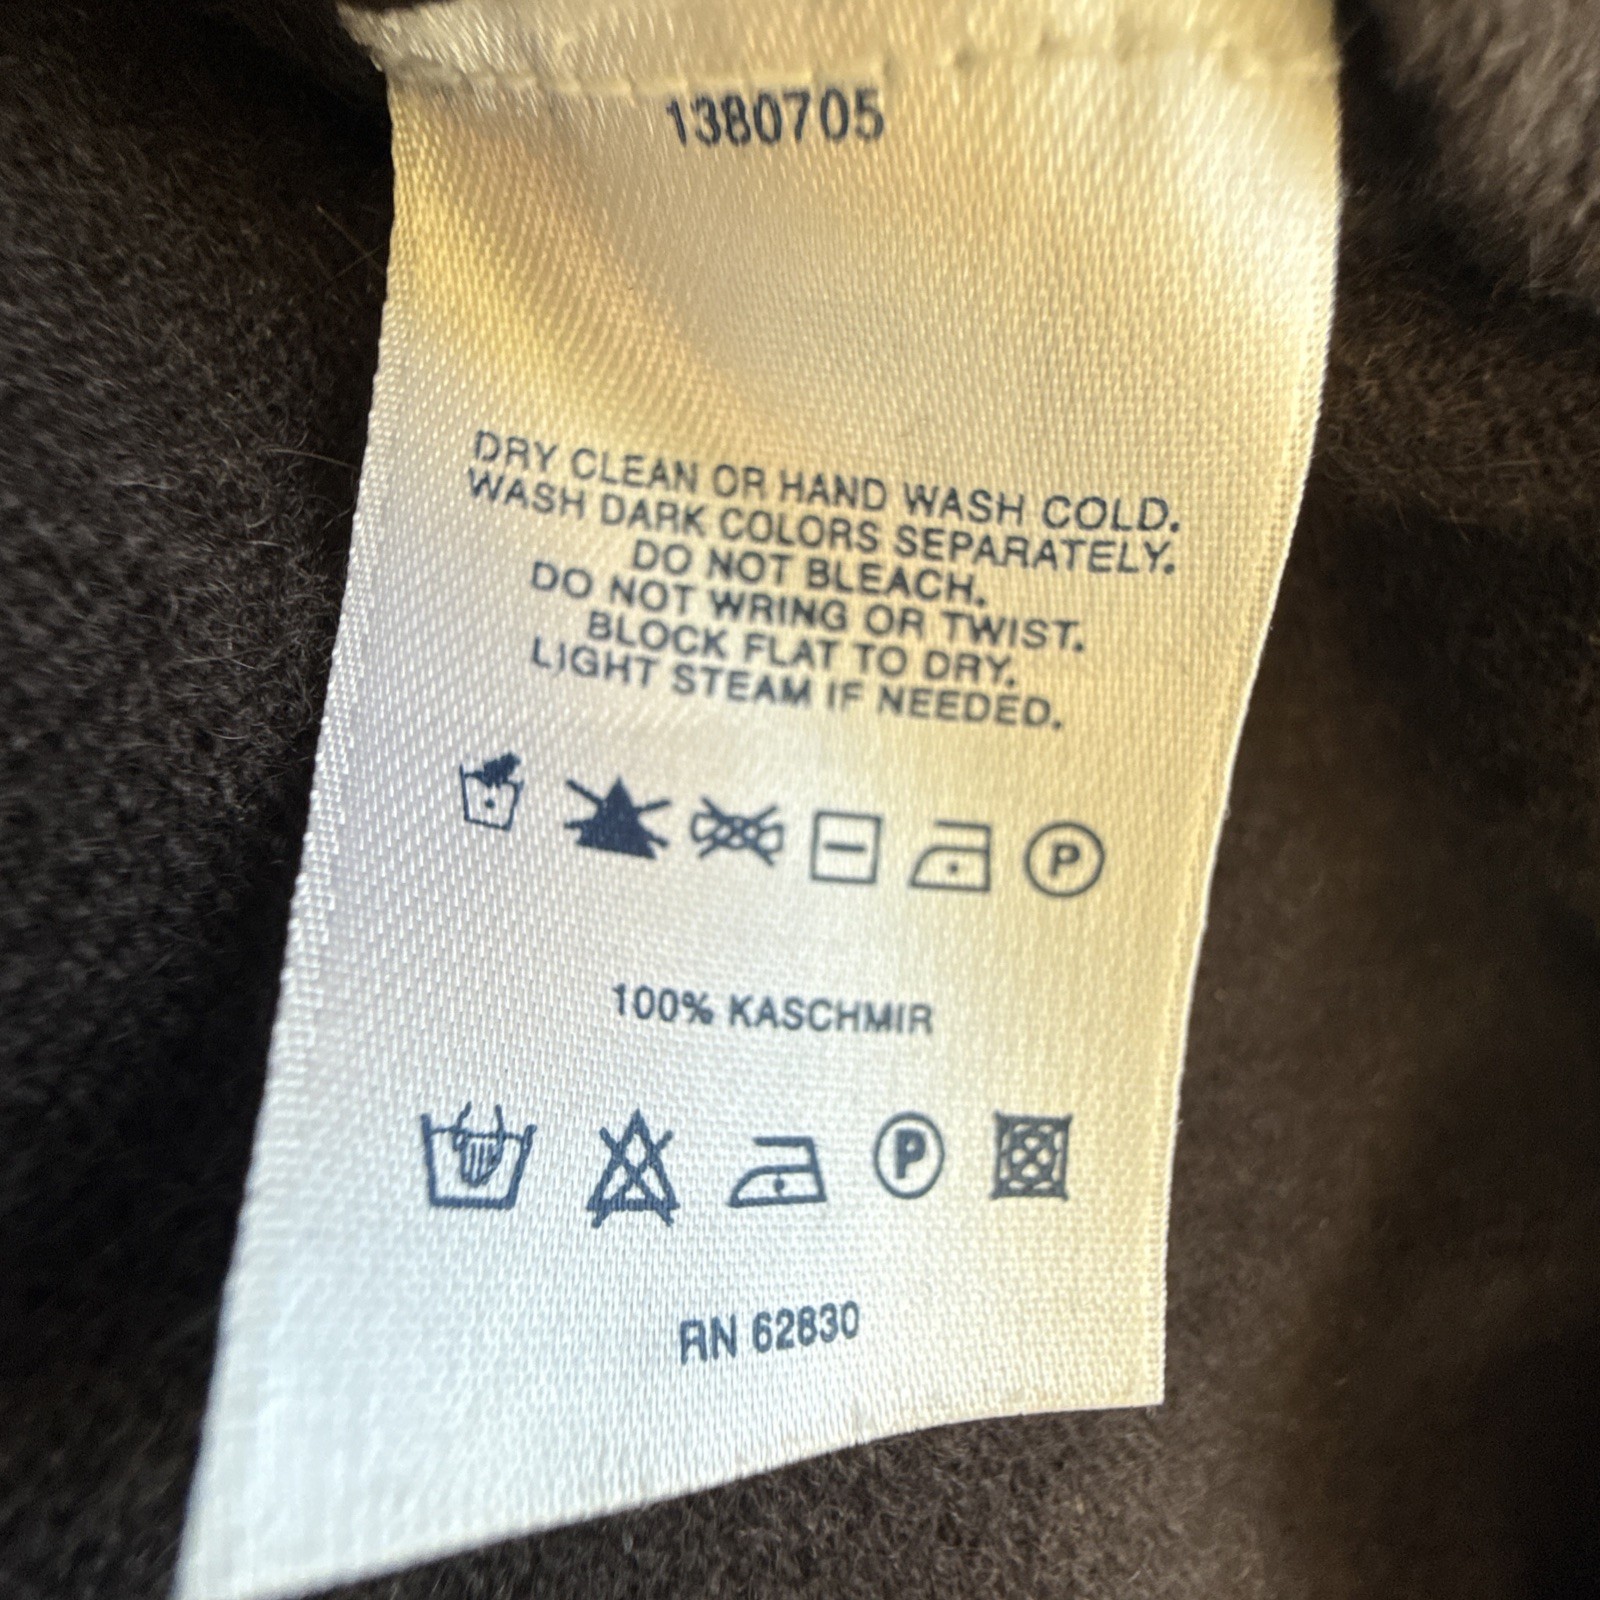 1380705
DRY CLEAN OR HAND WASH COLD.
WASH DARK COLORS SEPARATELY.
DO NOT BLEACH.
DO NOT WRING OR TWIST.
BLOCK FLAT TO DRY.
LIGHT STEAM IF NEEDED.
P
100% KASCHMIR
P
RN 62830